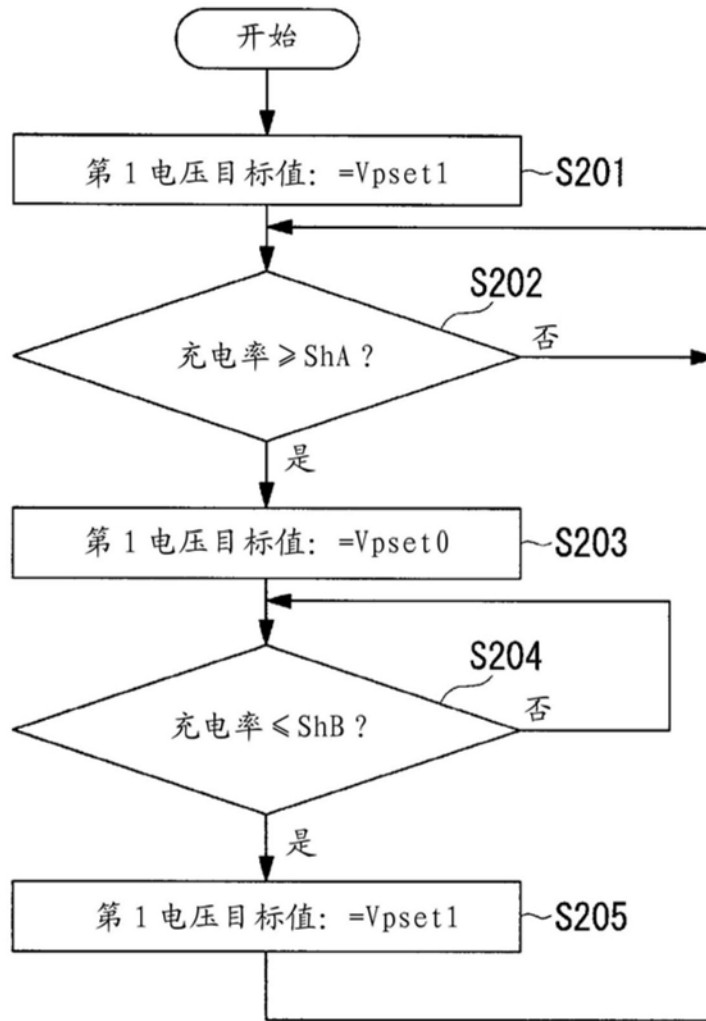 开始
第1电压目标值：=Vpset1
S201
S202
充电率≥ShA？
否
是
第1电压目标值：=Vpset0
S203
S204
充电率≤ShB？
否
是
第1电压目标值：=Vpset1
S205